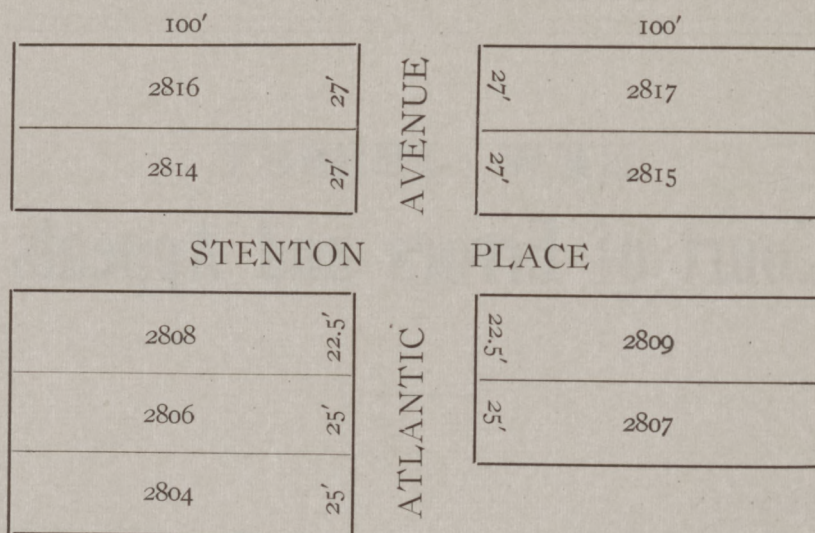 100' 100'
2816 27' 27' 2817
2814 27' 27' 2815
AVENUE
STENTON PLACE
2808 22.5' 22.5' 2809
2806 25' 25' 2807
2804 25'
ATLANTIC